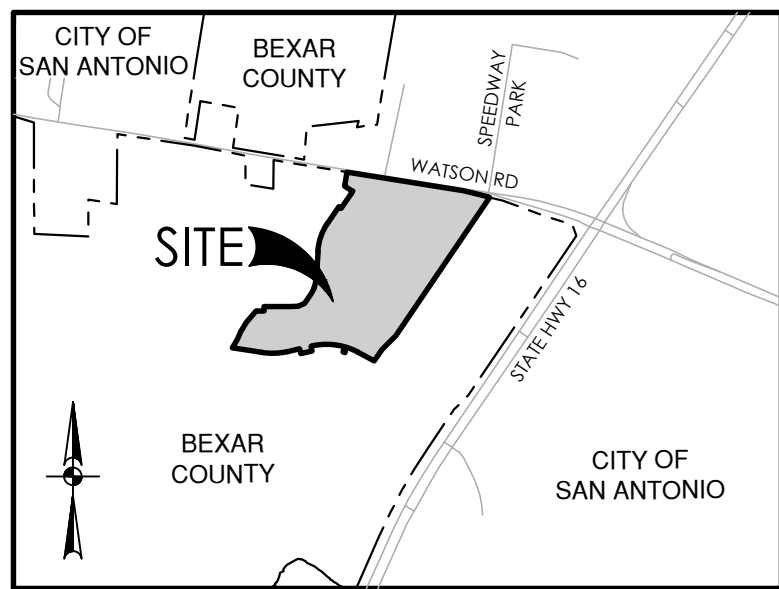 CITY OF
SAN ANTONIO
BEXAR
COUNTY
SPEEDWAY
PARK
WATSON RD
SITE
STATE HWY 16
BEXAR
COUNTY
CITY OF
SAN ANTONIO